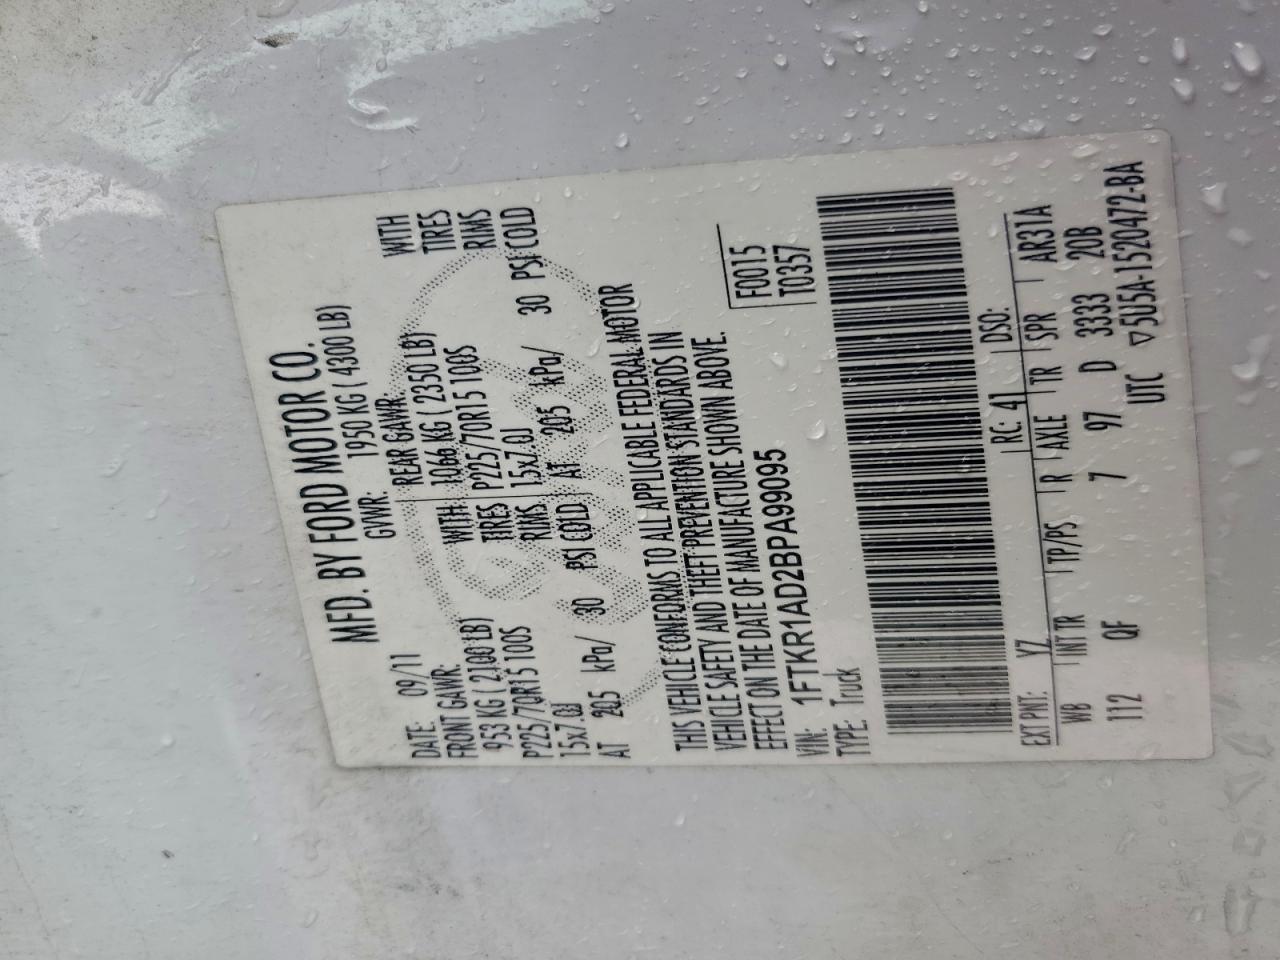 MFD. BY FORD MOTOR CO.
DATE: 09/11 GVWR: 1950 KG ( 4300 LB)
FRONT GAWR: REAR GAWR: WITH
953 KG ( 2100 LB) WITH 1066 KG ( 2350 LB) TIRES
P225/70R15 100S TIRES P225/70R15 100S RIMS
15x7.0J RIMS 15x7.0J
AT 205 kPa/ 30 PSI COLD AT 205 kPa/ 30 PSI COLD
THIS VEHICLE CONFORMS TO ALL APPLICABLE FEDERAL MOTOR
VEHICLE SAFETY AND THEFT PREVENTION STANDARDS IN
EFFECT ON THE DATE OF MANUFACTURE SHOWN ABOVE.
VIN: 1FTKR1AD2BPA99095 F0015
TYPE: Truck T0357
EXT PNT: YZ RC: 41 DSO:
WB INT TR TP/PS R AXLE TR SPR AR31A
112 QF 7 97 D 3333 20B
UTC ▽5U5A-1520472-BA